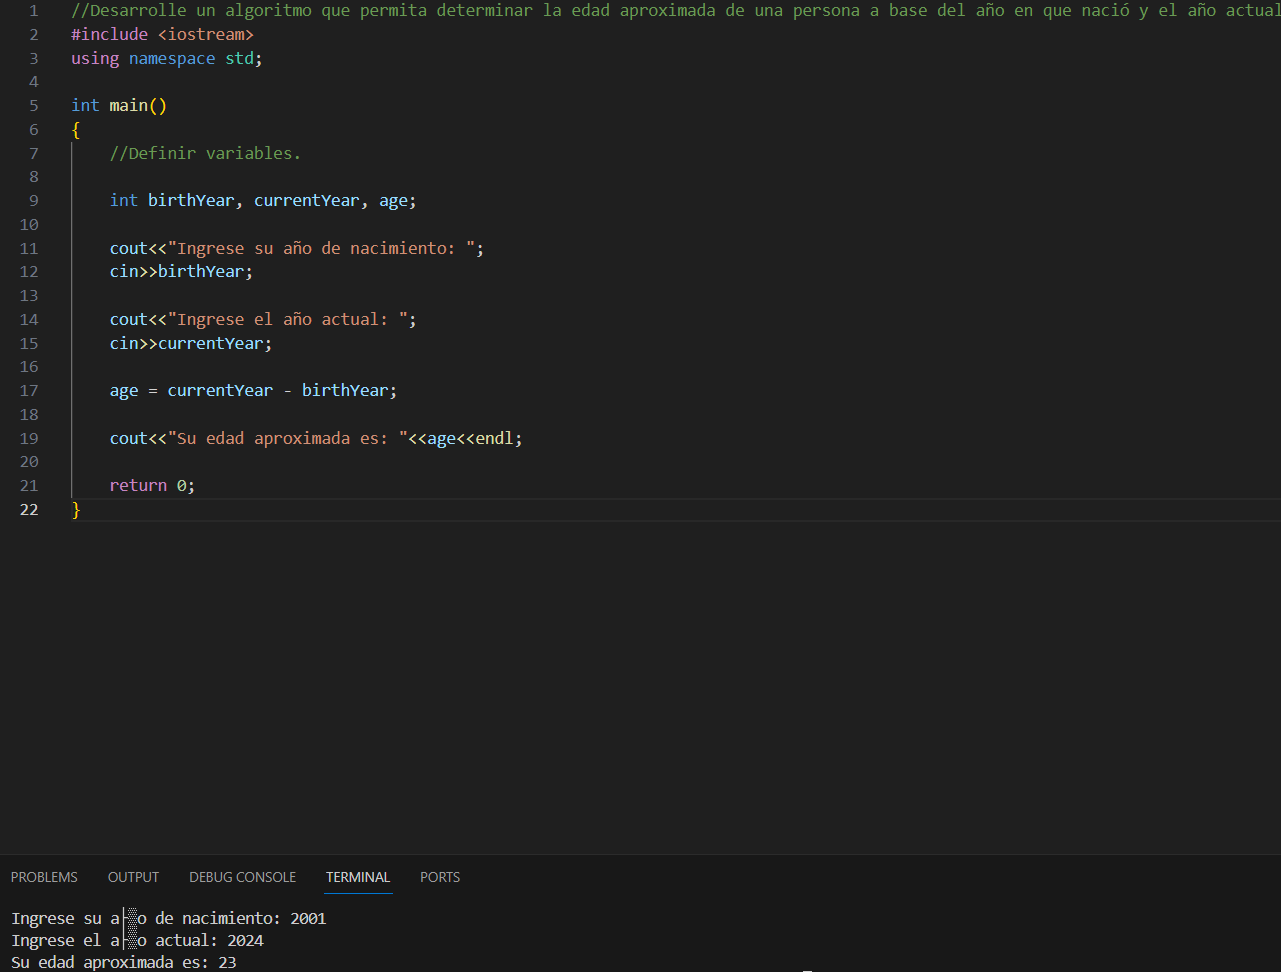 1 //Desarrolle un algoritmo que permita determinar la edad aproximada de una persona a base del año en que nació y el año actual
2 #include <iostream>
3 using namespace std;
4
5 int main()
6 {
7 //Definir variables.
8
9 int birthYear, currentYear, age;
10
11 cout<<"Ingrese su año de nacimiento: ";
12 cin>>birthYear;
13
14 cout<<"Ingrese el año actual: ";
15 cin>>currentYear;
16
17 age = currentYear - birthYear;
18
19 cout<<"Su edad aproximada es: "<<age<<endl;
20
21 return 0;
22 }
PROBLEMS OUTPUT DEBUG CONSOLE TERMINAL PORTS
Ingrese su a├▒o de nacimiento: 2001
Ingrese el a├▒o actual: 2024
Su edad aproximada es: 23